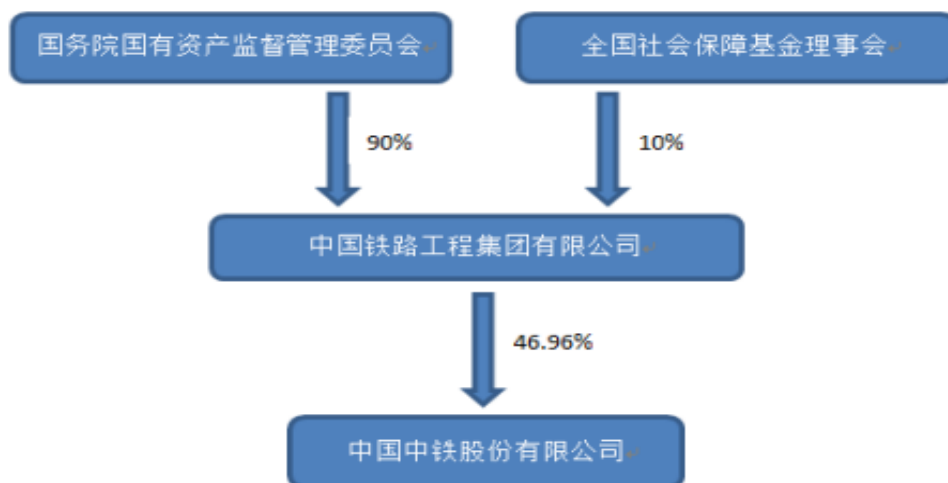 国务院国有资产监督管理委员会
全国社会保障基金理事会
90%
10%
中国铁路工程集团有限公司
46.96%
中国中铁股份有限公司